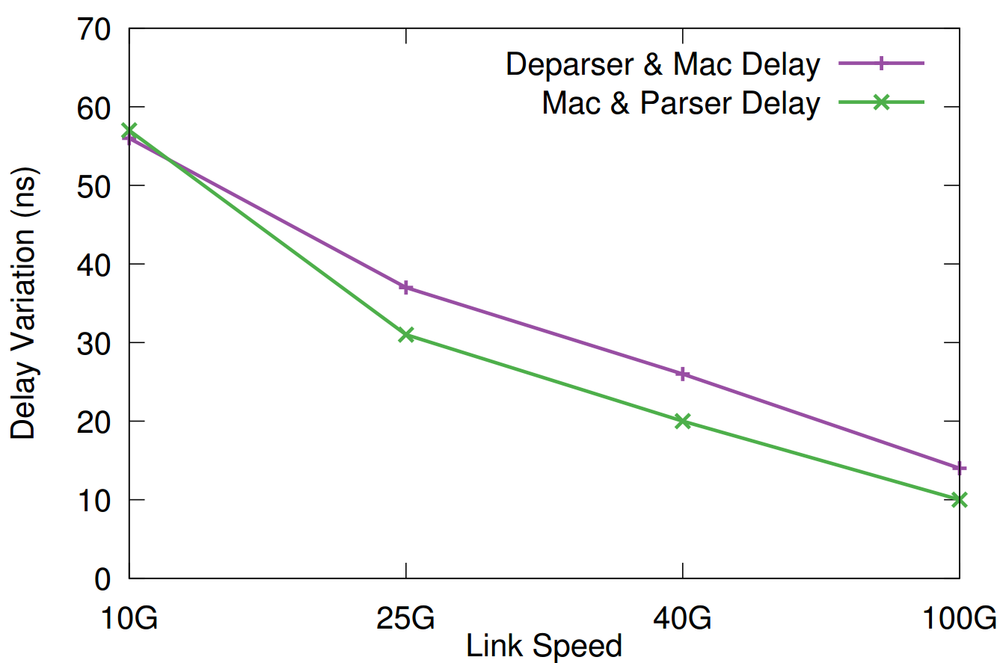 70
60
50
40
30
20
10
0
Delay Variation (ns)
Deparser & Mac Delay
Mac & Parser Delay
10G 25G 40G 100G
Link Speed